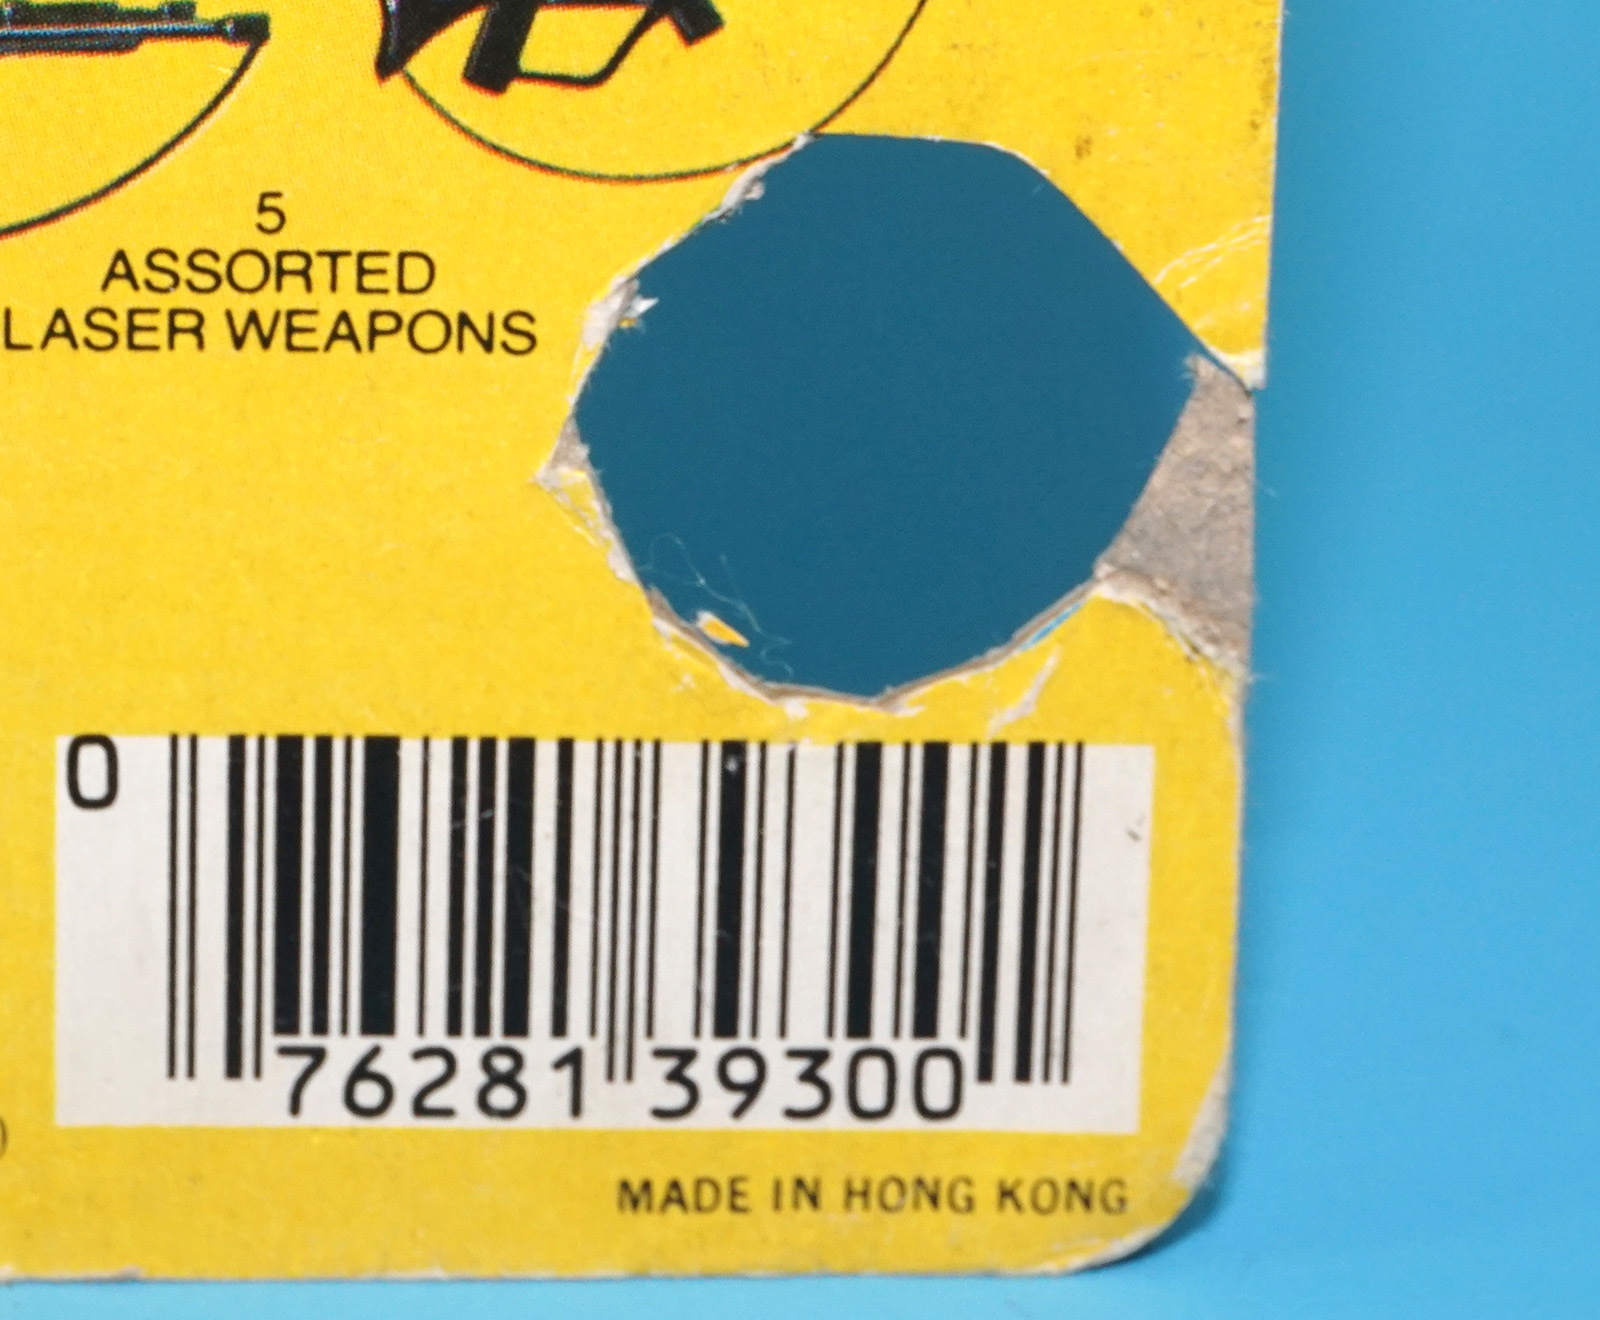 5
ASSORTED
LASER WEAPONS
0
76281 39300
MADE IN HONG KONG